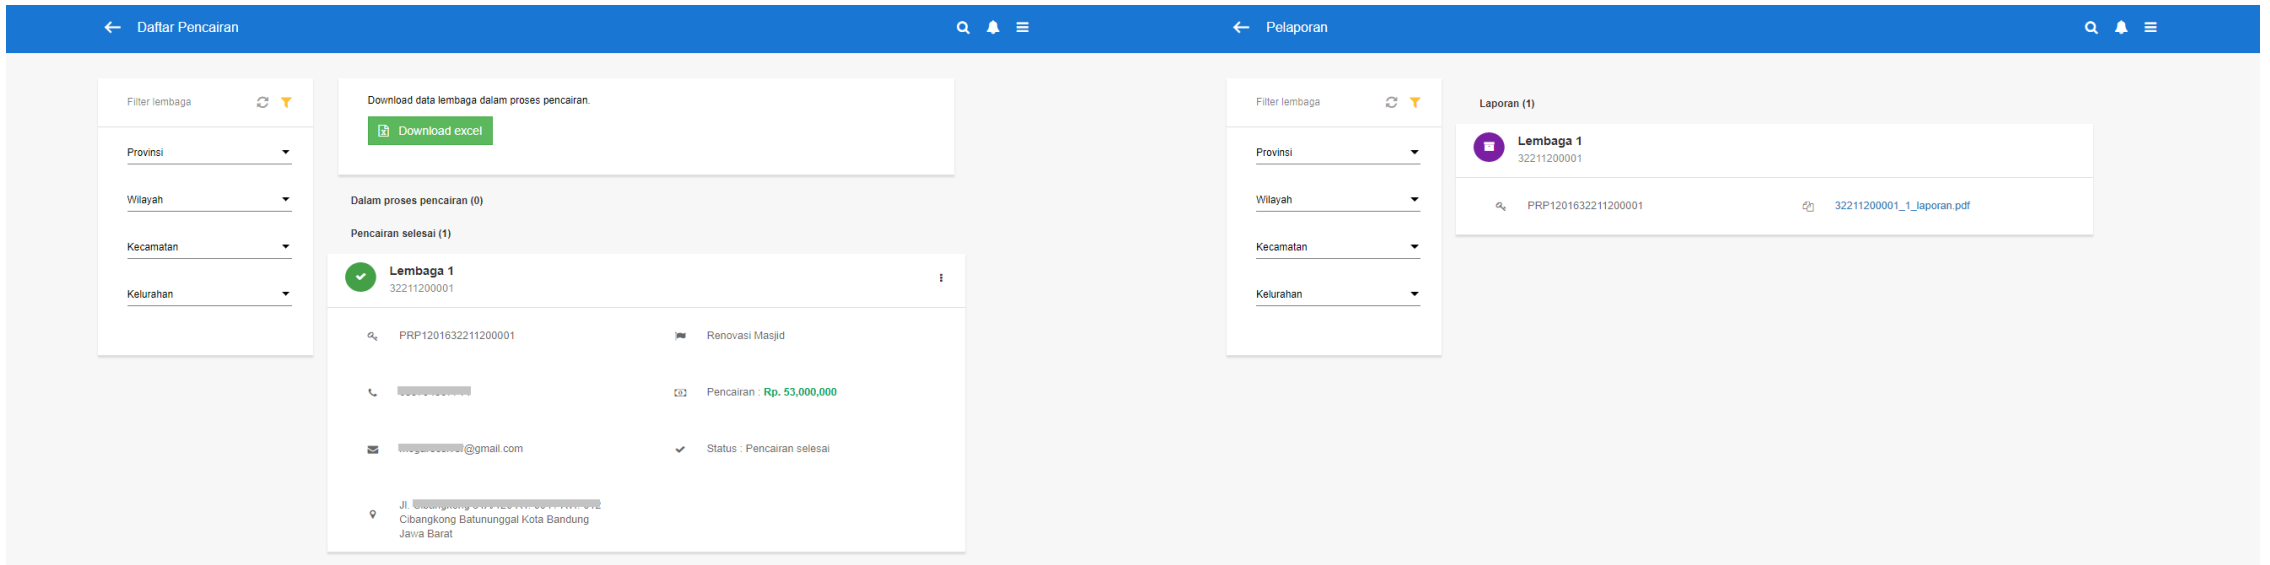 Daftar Pencairan
Filter lembaga
Provinsi
Wilayah
Kecamatan
Kelurahan
Download data lembaga dalam proses pencairan.
Download excel
Dalam proses pencairan (0)
Pencairan selesai (1)
Lembaga 1
32211200001
PRP1201632211200001
Renovasi Masjid
Pencairan : Rp. 53,000,000
@gmail.com
Status : Pencairan selesai
Jl.
Cibangkong Batununggal Kota Bandung
Jawa Barat
Pelaporan
Filter lembaga
Provinsi
Wilayah
Kecamatan
Kelurahan
Laporan (1)
Lembaga 1
32211200001
PRP1201632211200001
32211200001_1_laporan.pdf